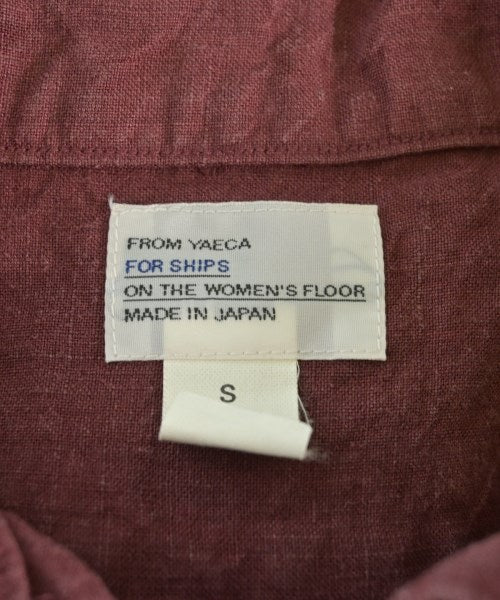 FROM YAECA
FOR SHIPS
ON THE WOMEN'S FLOOR
MADE IN JAPAN
S